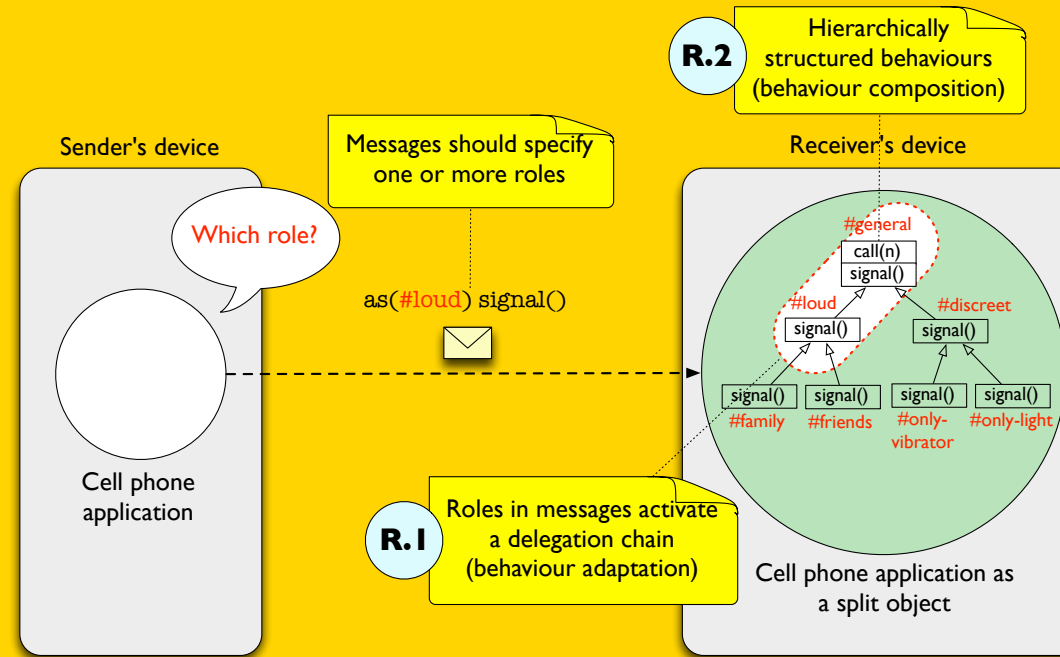 R.2
Hierarchically
structured behaviours
(behaviour composition)
Sender's device
Messages should specify
one or more roles
Receiver's device
Which role?
#general
call(n)
signal()
as(#loud) signal()
#loud
#discreet
signal()
signal()
signal()
signal()
signal()
signal()
#family
#friends
#only-
vibrator
#only-light
Cell phone
application
R.1
Roles in messages activate
a delegation chain
(behaviour adaptation)
Cell phone application as
a split object